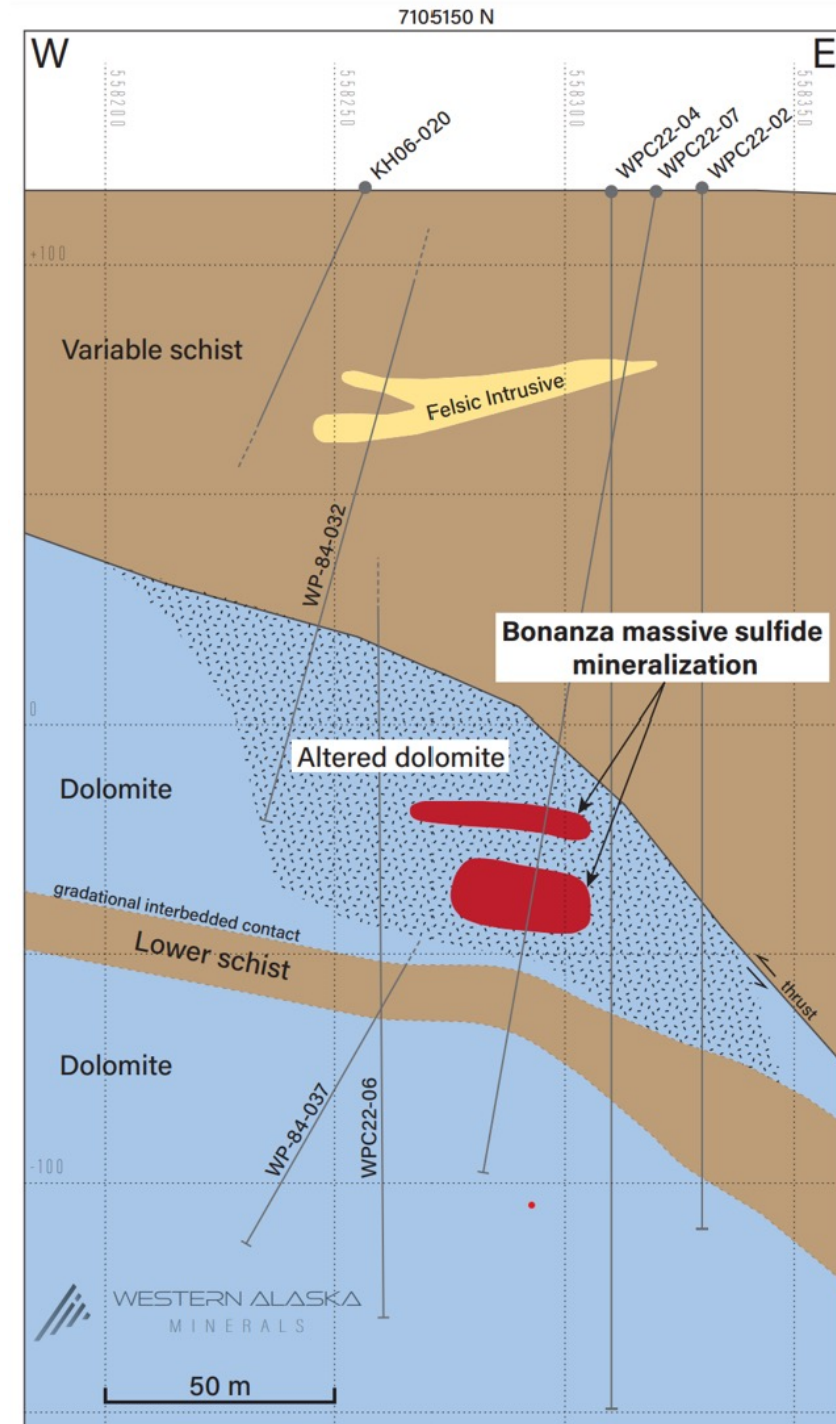 7105150 N
W
E
558200
558250
558300
558350
KH06-020
WPC22-04
WPC22-07
WPC22-02
+100
Variable schist
Felsic Intrusive
WP-84-032
Bonanza massive sulfide
mineralization
0
Altered dolomite
Dolomite
gradational interbedded contact
Lower schist
thrust
Dolomite
WP-84-037
WPC22-06
-100
WESTERN ALASKA
MINERALS
50 m